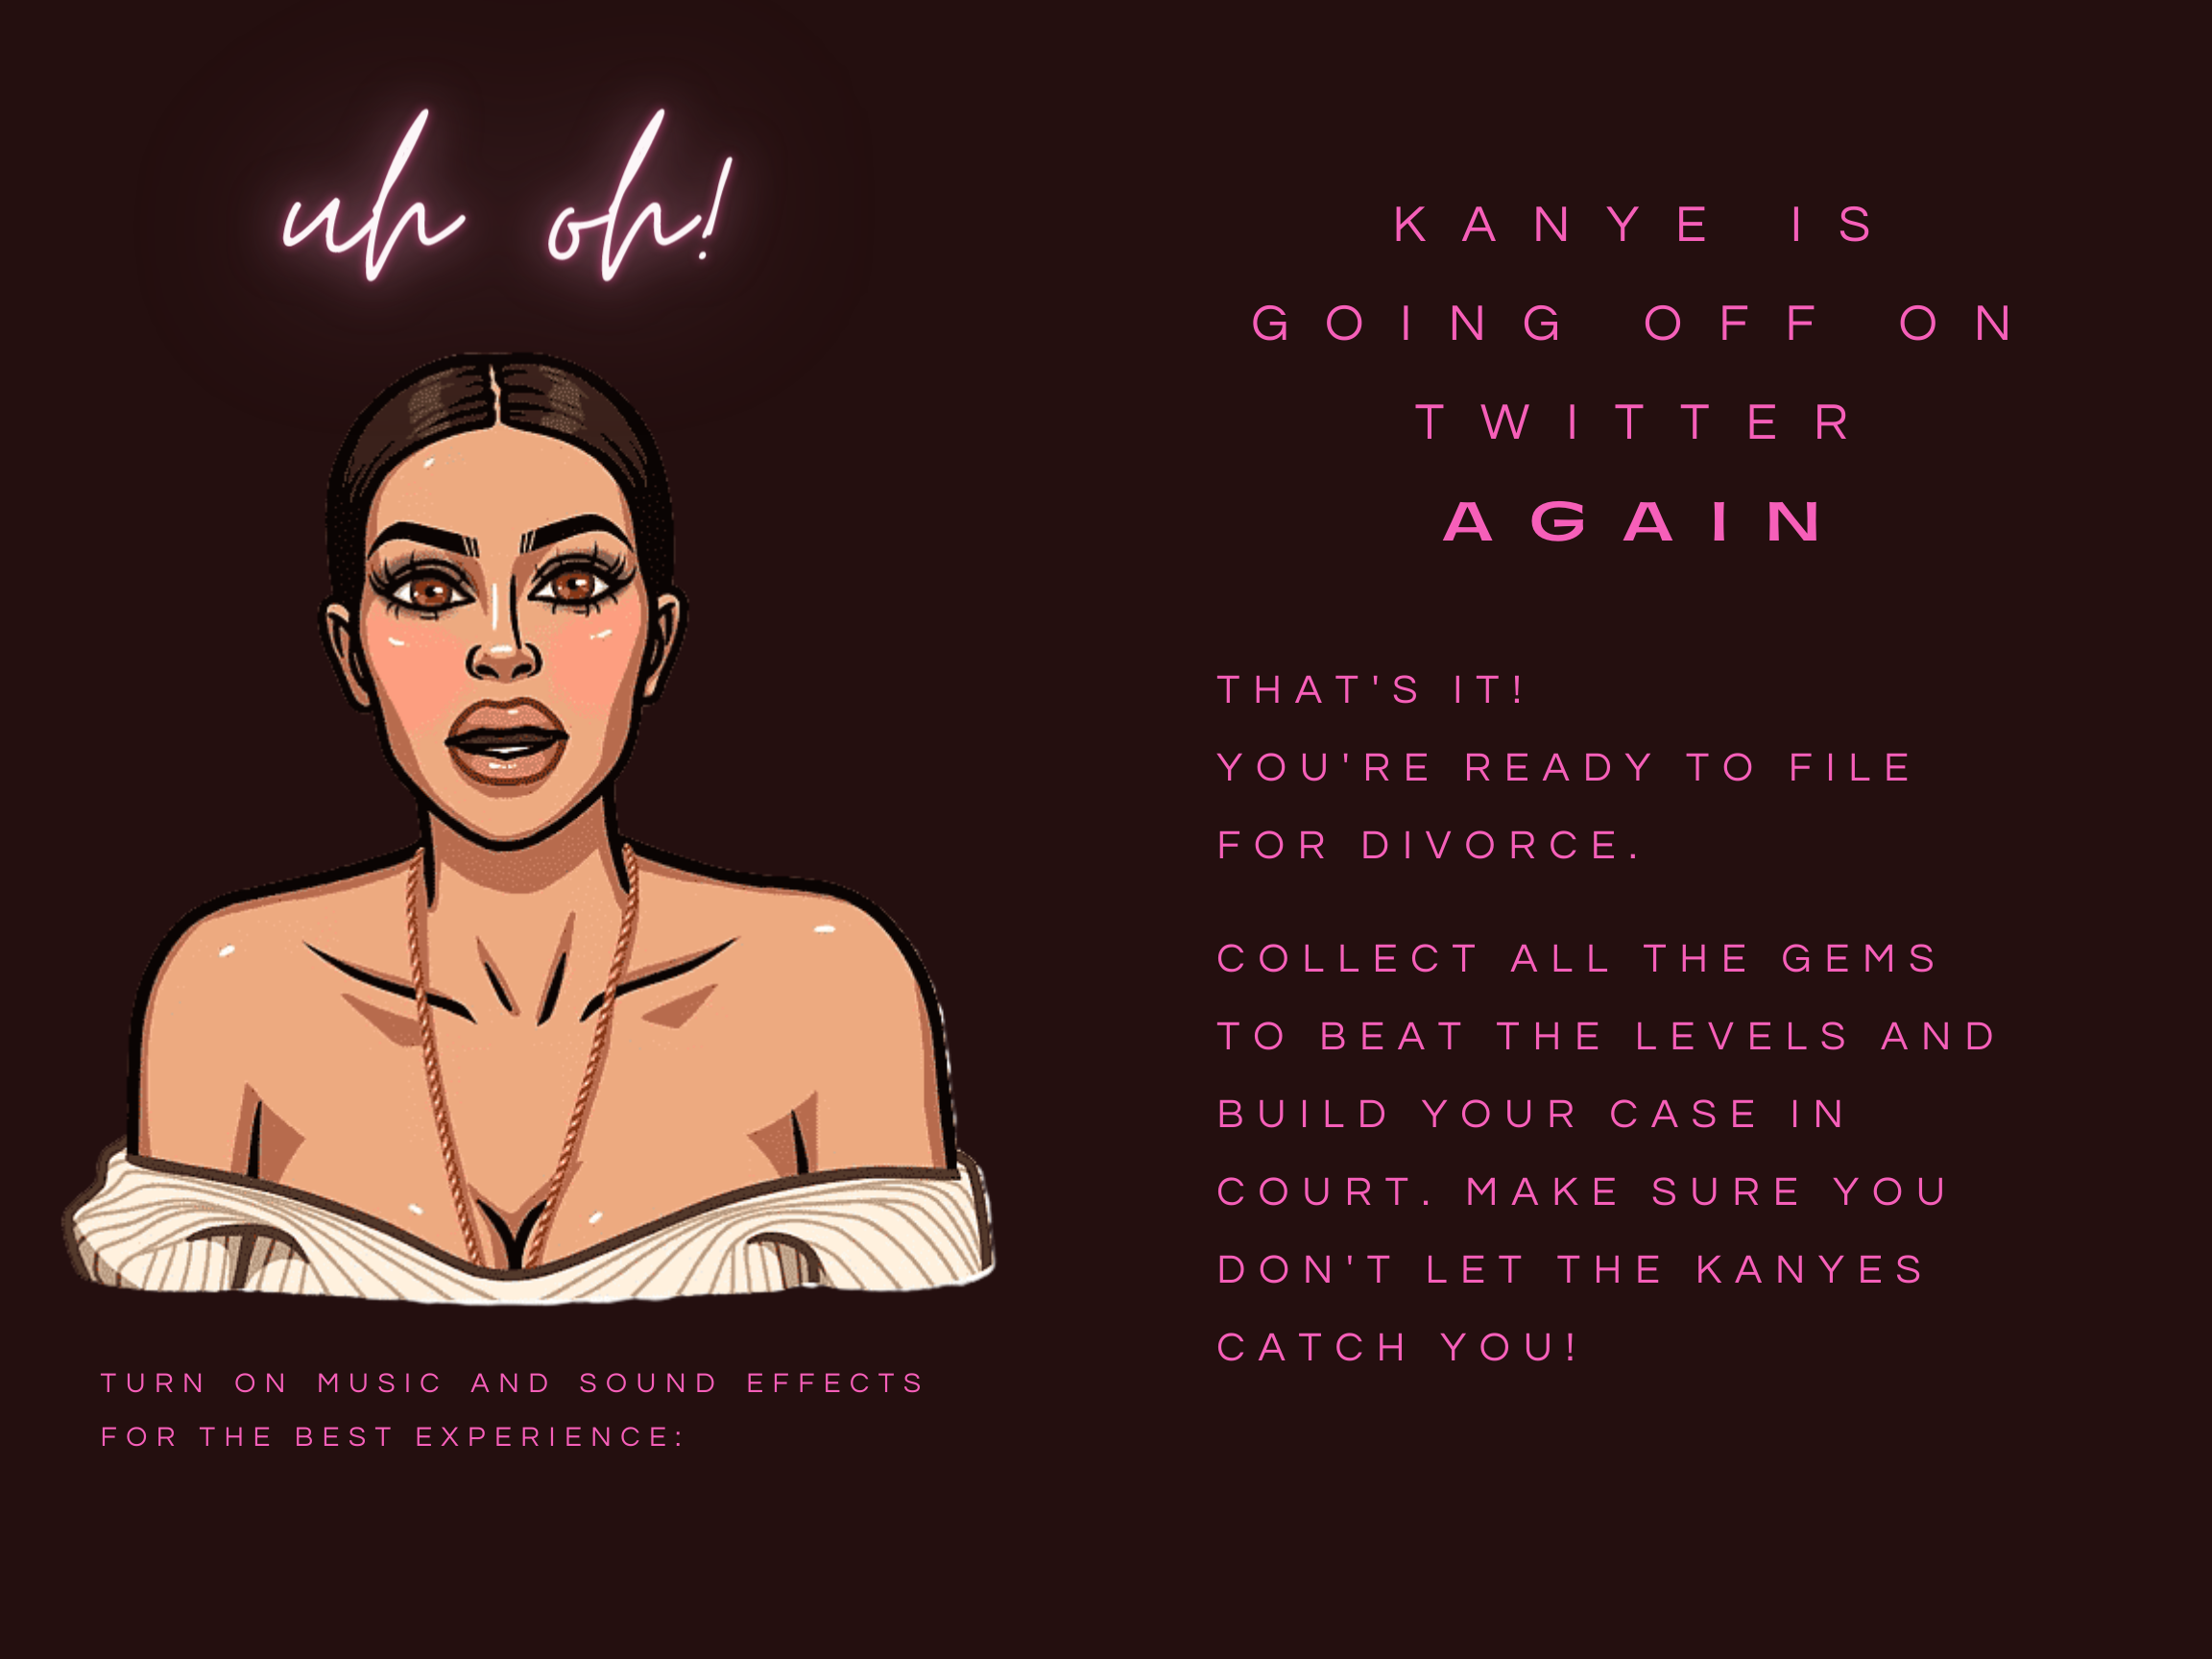 uh oh!
KANYE IS
GOING OFF ON
TWITTER
AGAIN
THAT'S IT!
YOU'RE READY TO FILE
FOR DIVORCE.
COLLECT ALL THE GEMS
TO BEAT THE LEVELS AND
BUILD YOUR CASE IN
COURT. MAKE SURE YOU
DON'T LET THE KANYES
CATCH YOU!
TURN ON MUSIC AND SOUND EFFECTS
FOR THE BEST EXPERIENCE: